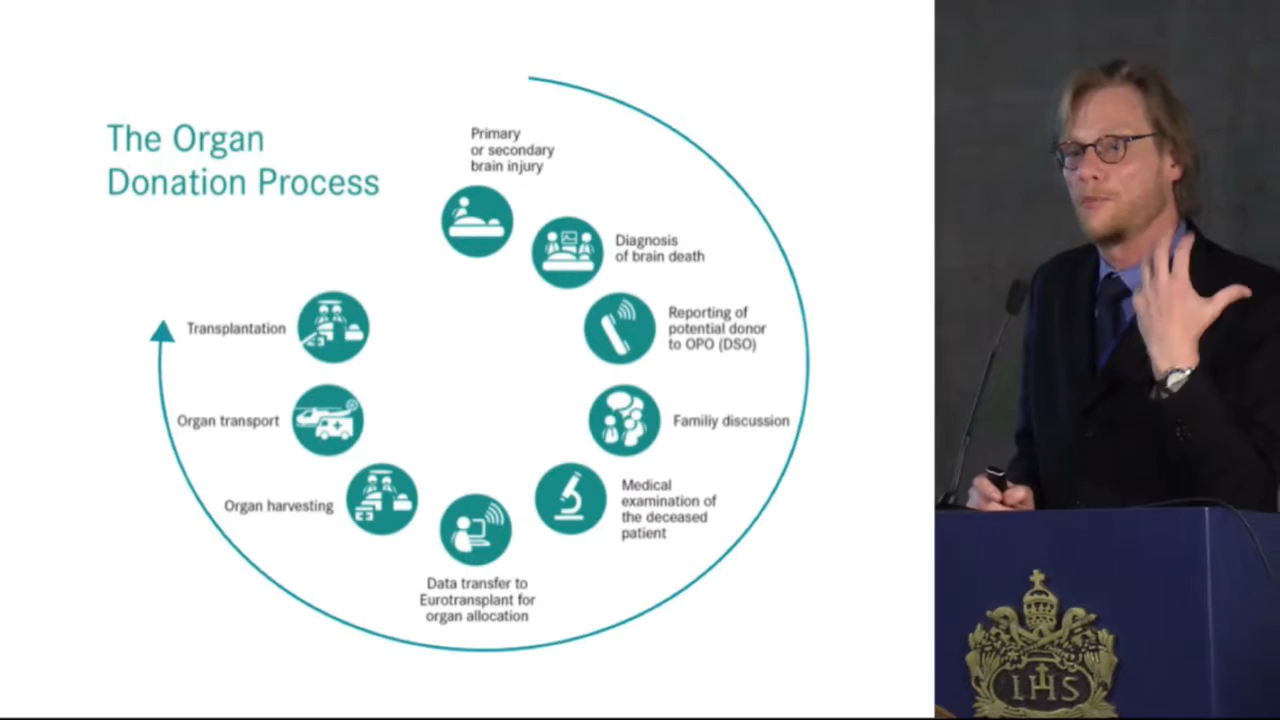 The Organ
Donation Process
Primary
or secondary
brain injury
Diagnosis
of brain death
Reporting of
potential donor
to OPO (DSO)
Familiy discussion
Medical
examination of
the deceased
patient
Data transfer to
Eurotransplant for
organ allocation
Organ harvesting
Organ transport
Transplantation
IHS